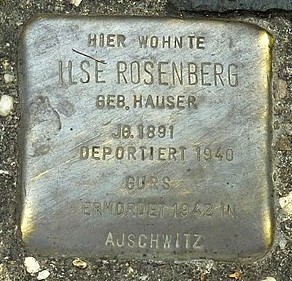 HIER WOHNTE
ILSE ROSENBERG
GEB. HAUSER
JG. 1891
DEPORTIERT 1940
GURS
ERMORDET 1942 IN
AUSCHWITZ